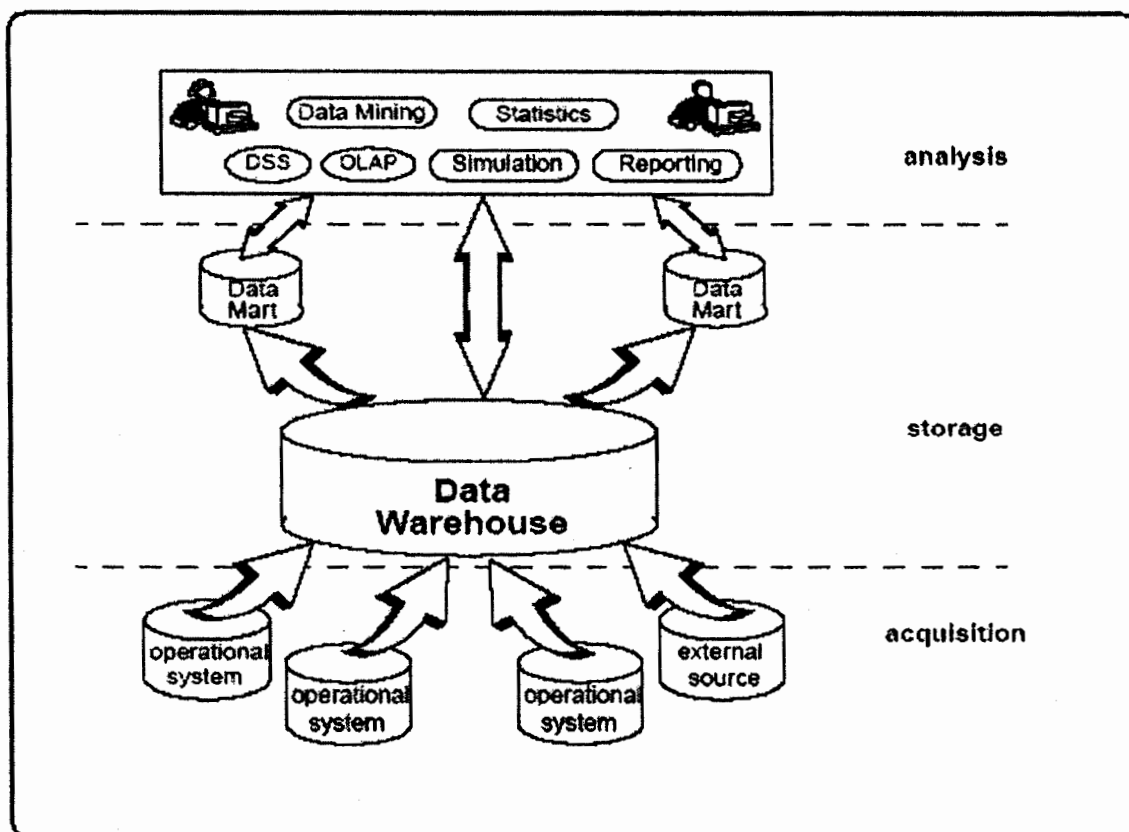 Data Mining
Statistics
DSS
OLAP
Simulation
Reporting
analysis
Data
Mart
Data
Mart
storage
Data
Warehouse
operational
system
operational
system
operational
system
external
source
acquisition